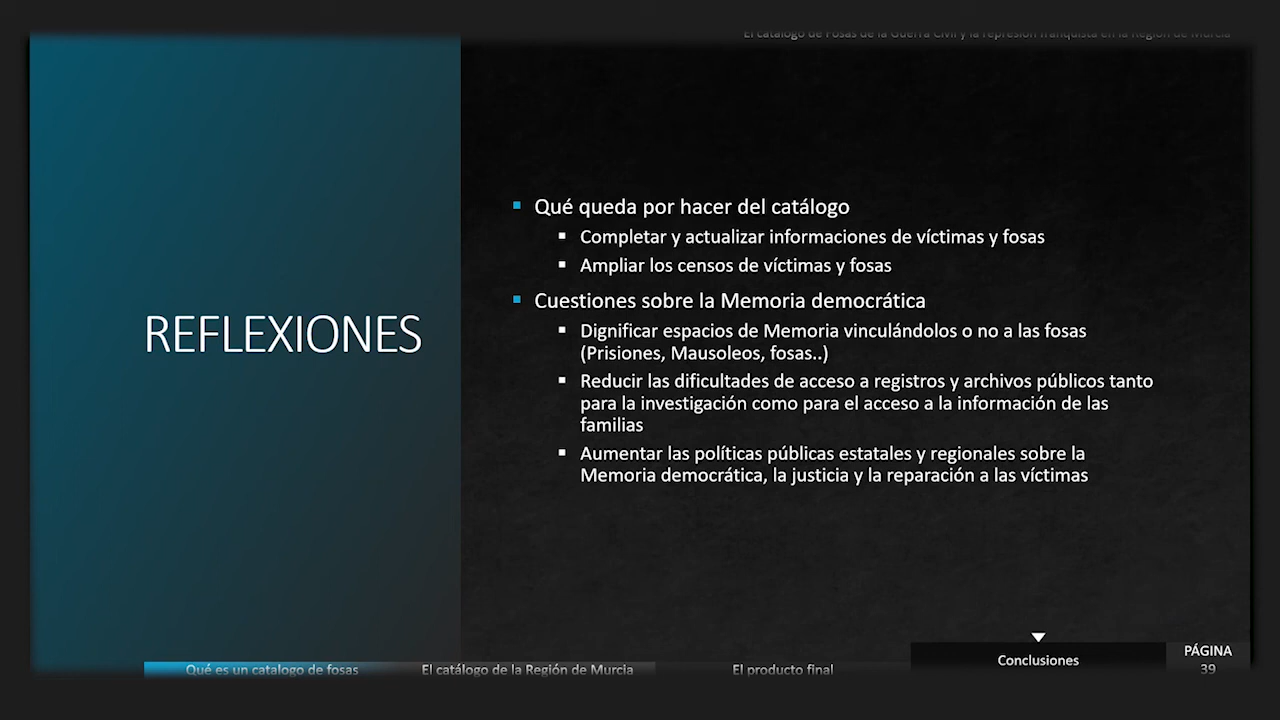 El catálogo de Fosas de la Guerra Civil y la represión franquista en la Región de Murcia
REFLEXIONES
Qué queda por hacer del catálogo
Completar y actualizar informaciones de víctimas y fosas
Ampliar los censos de víctimas y fosas
Cuestiones sobre la Memoria democrática
Dignificar espacios de Memoria vinculándolos o no a las fosas
(Prisiones, Mausoleos, fosas..)
Reducir las dificultades de acceso a registros y archivos públicos tanto
para la investigación como para el acceso a la información de las
familias
Aumentar las políticas públicas estatales y regionales sobre la
Memoria democrática, la justicia y la reparación a las víctimas
Qué es un catalogo de fosas
El catálogo de la Región de Murcia
El producto final
Conclusiones
PÁGINA
39